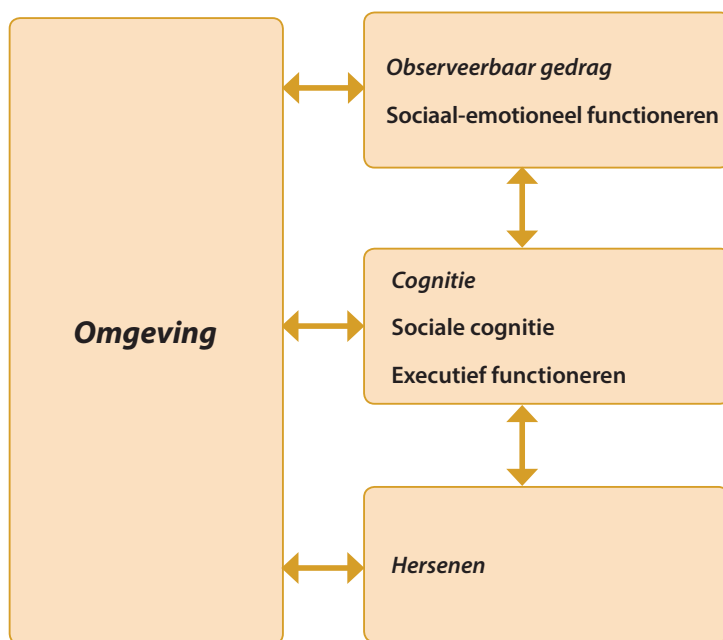 Omgeving
Observeerbaar gedrag
Sociaal-emotioneel functioneren
Cognitie
Sociale cognitie
Executief functioneren
Hersenen